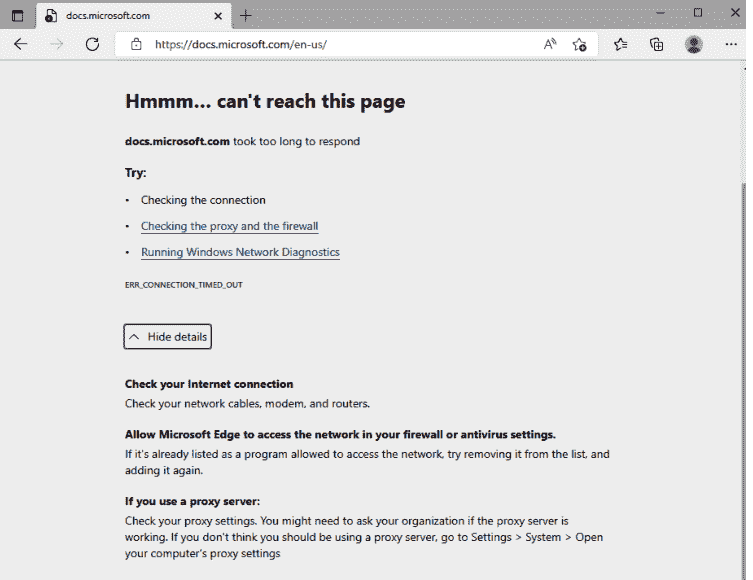 docs.microsoft.com
https://docs.microsoft.com/en-us/
Hmmm... can't reach this page
docs.microsoft.com took too long to respond
Try:
• Checking the connection
• Checking the proxy and the firewall
• Running Windows Network Diagnostics
ERR_CONNECTION_TIMED_OUT
Hide details
Check your Internet connection
Check your network cables, modem, and routers.
Allow Microsoft Edge to access the network in your firewall or antivirus settings.
If it's already listed as a program allowed to access the network, try removing it from the list, and
adding it again.
If you use a proxy server:
Check your proxy settings. You might need to ask your organization if the proxy server is
working. If you don't think you should be using a proxy server, go to Settings > System > Open
your computer's proxy settings